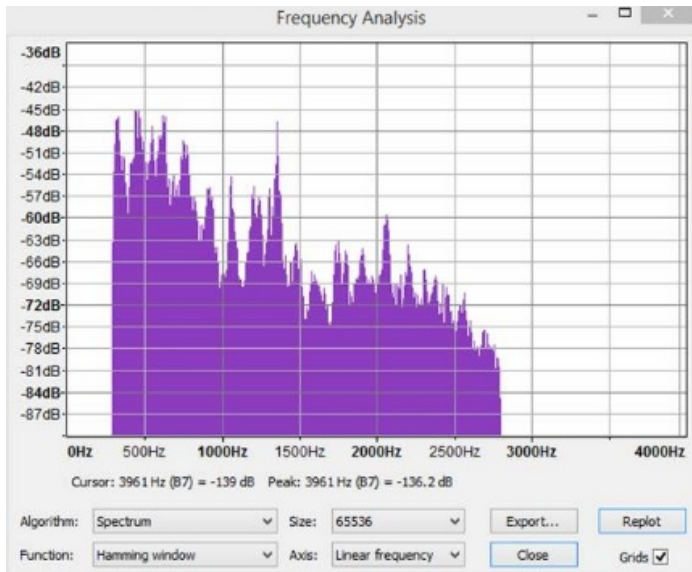 Frequency Analysis
-36dB
-42dB
-45dB
-48dB
-51dB
-54dB
-57dB
-60dB
-63dB
-66dB
-69dB
-72dB
-75dB
-78dB
-81dB
-84dB
-87dB
0Hz 500Hz 1000Hz 1500Hz 2000Hz 2500Hz 3000Hz 4000Hz
Cursor: 3961 Hz (B7) = -139 dB Peak: 3961 Hz (B7) = -136.2 dB
Algorithm: Spectrum Size: 65536 Export... Replot
Function: Hamming window Axis: Linear frequency Close Grids